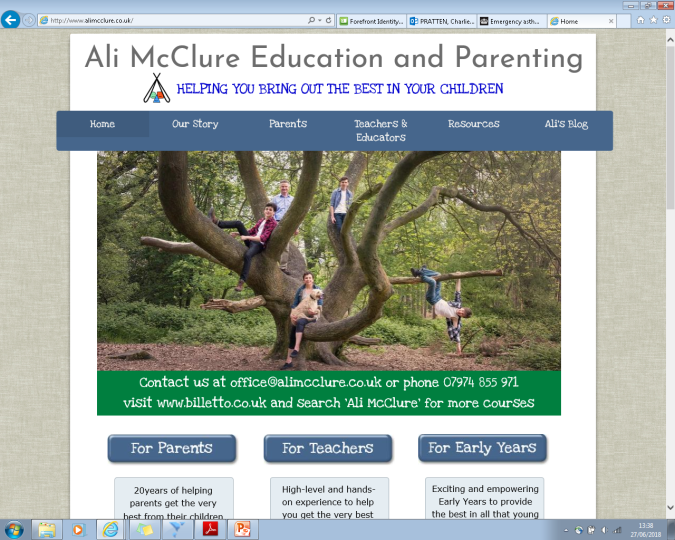 http://www.alimcclure.co.uk/
Forefront Identity...
PRATTEN, Charlie...
Emergency asth...
Home
Ali McClure Education and Parenting
HELPING YOU BRING OUT THE BEST IN YOUR CHILDREN
Home
Our Story
Parents
Teachers &
Educators
Resources
Ali's Blog
Contact us at office@alimcclure.co.uk or phone 07974 855 971
visit www.billetto.co.uk and search 'Ali McClure' for more courses
For Parents
For Teachers
For Early Years
20years of helping
parents get the very
best from their children
High-level and hands-
on experience to help
you get the very best
Exciting and empowering
Early Years to provide
the best in all that young
13:38
27/06/2018